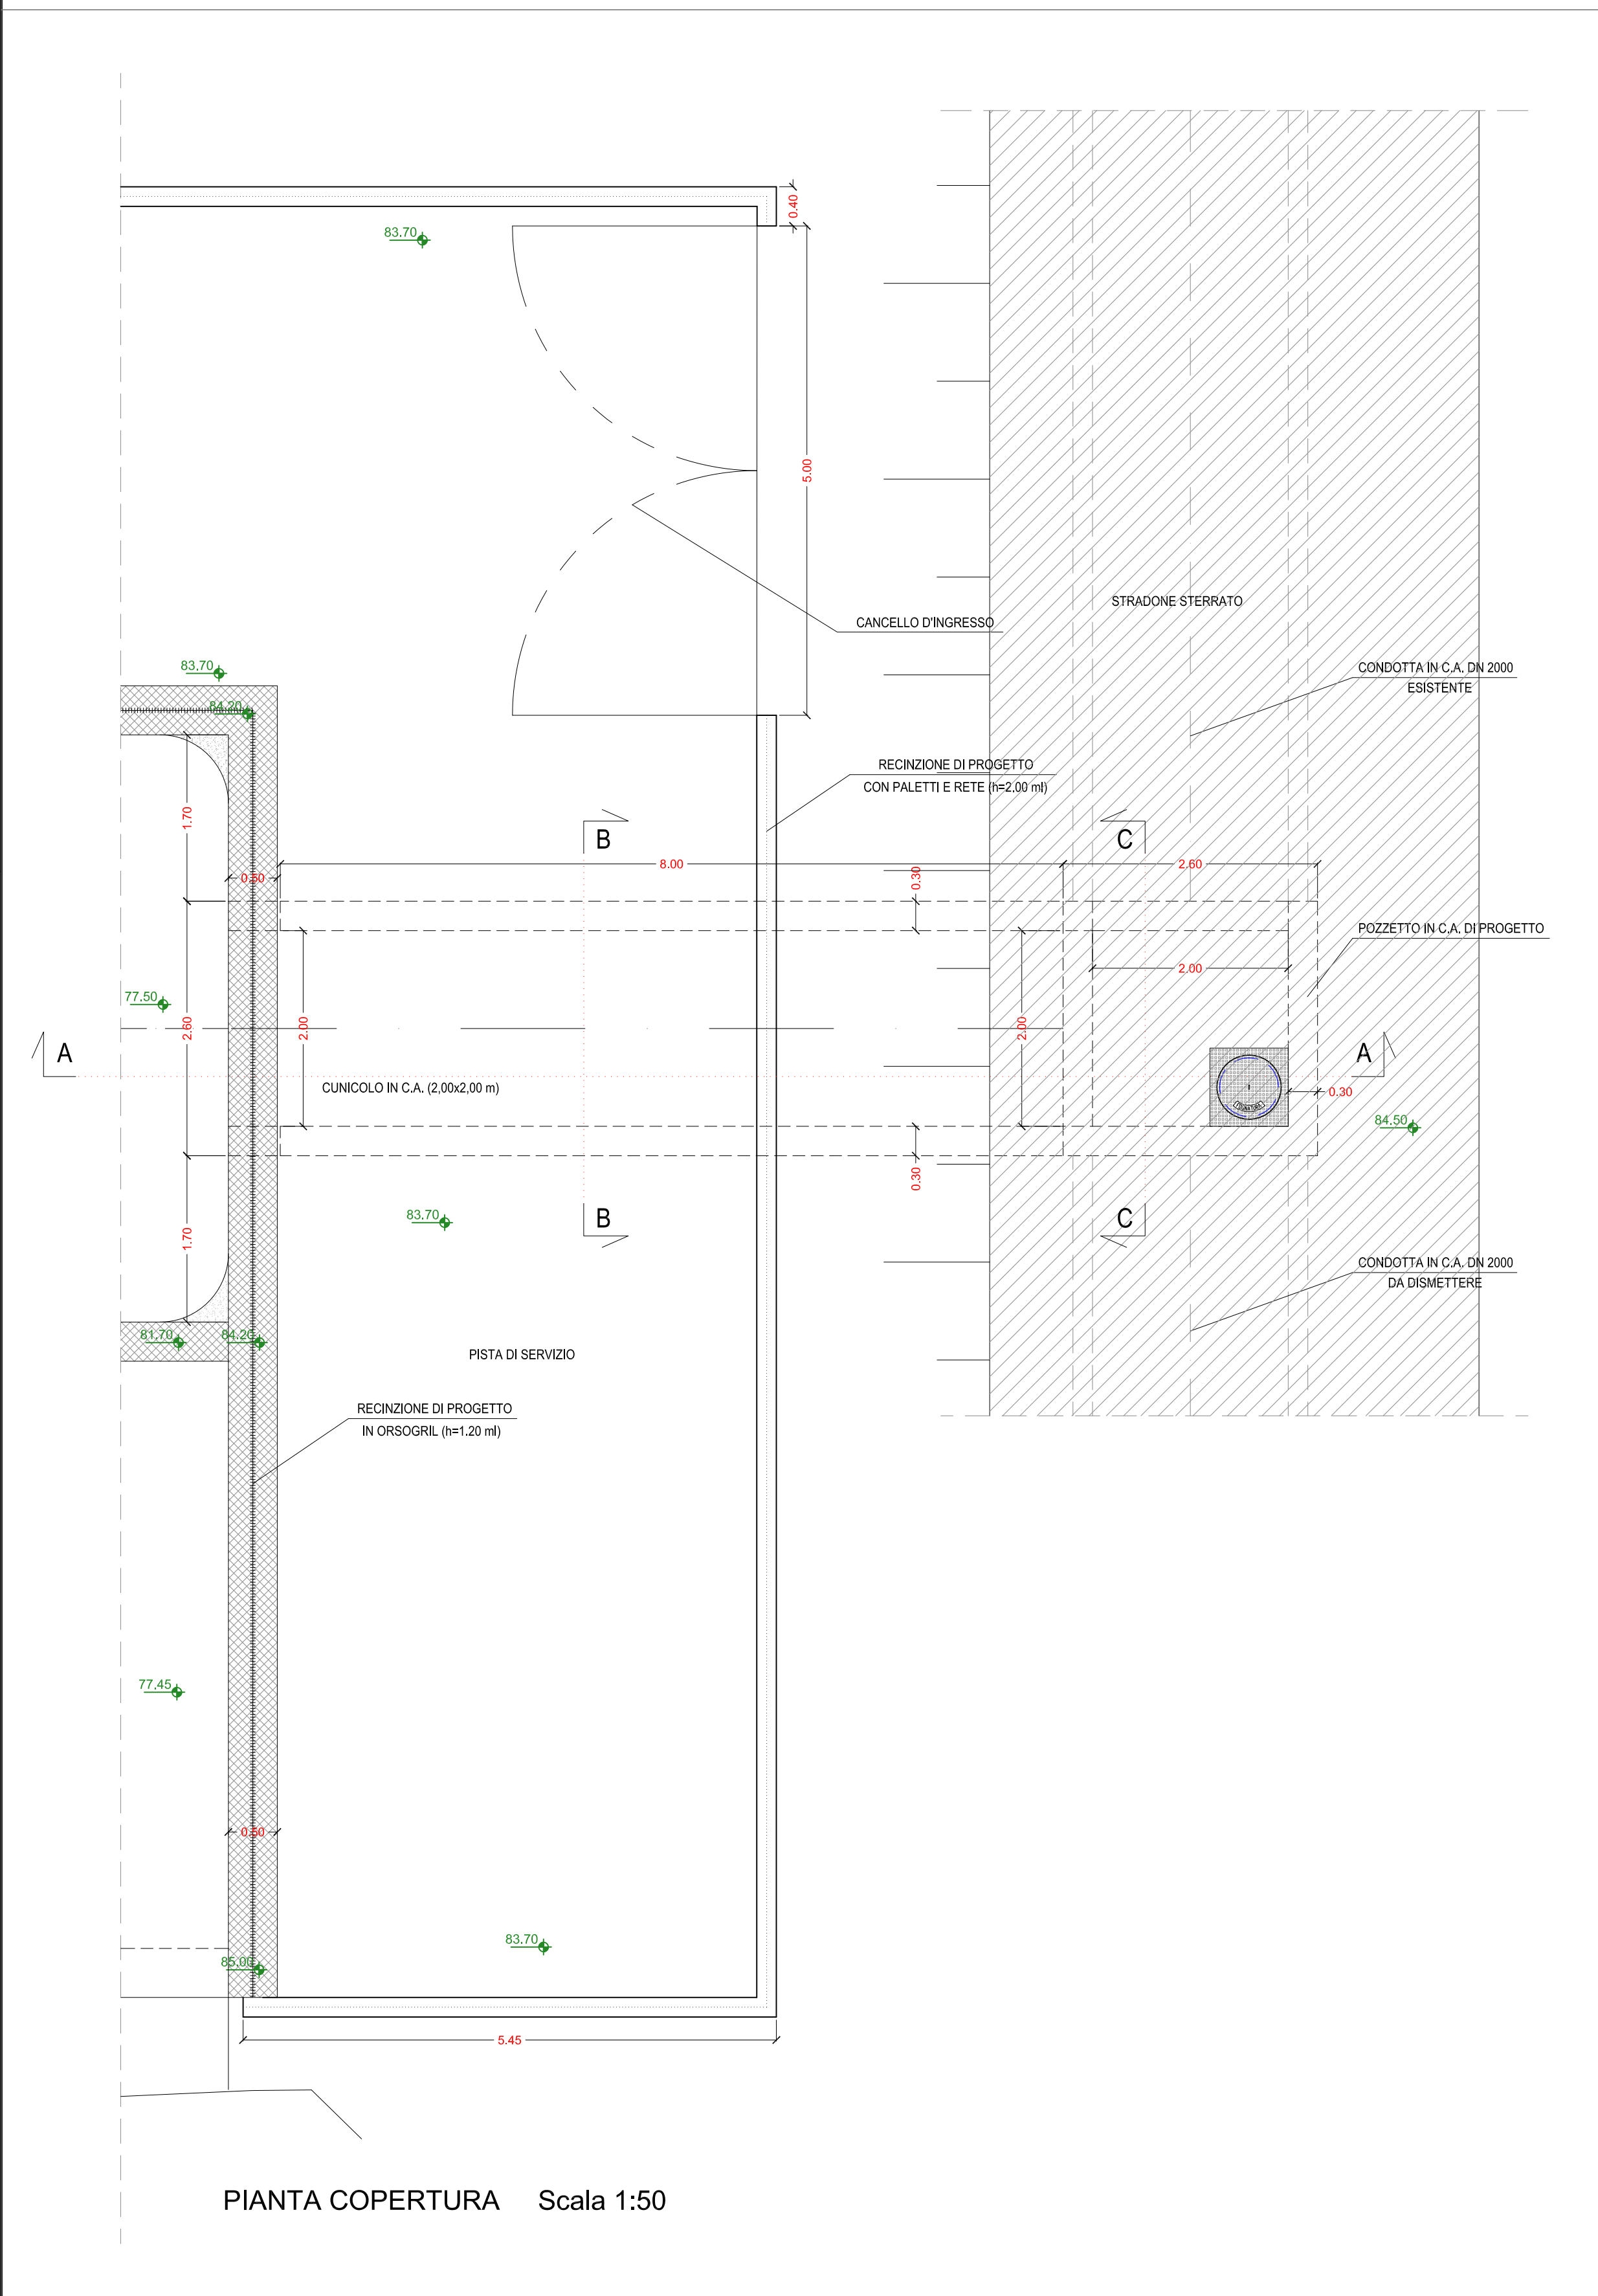 0.40
83.70
5.00
STRADONE STERRATO
CANCELLO D'INGRESSO
83.70
CONDOTTA IN C.A. DN 2000
ESISTENTE
84.20
RECINZIONE DI PROGETTO
CON PALETTI E RETE (h=2.00 ml)
1.70
B
C
8.00
2.60
0.50
0.30
POZZETTO IN C.A. DI PROGETTO
2.00
77.50
2.60
2.00
2.00
A
A
CUNICOLO IN C.A. (2,00x2,00 m)
0.30
84.50
0.30
83.70
B
C
1.70
CONDOTTA IN C.A. DN 2000
DA DISMETTERE
81.70
84.20
PISTA DI SERVIZIO
RECINZIONE DI PROGETTO
IN ORSOGRIL (h=1.20 ml)
77.45
0.50
83.70
85.00
5.45
PIANTA COPERTURA Scala 1:50